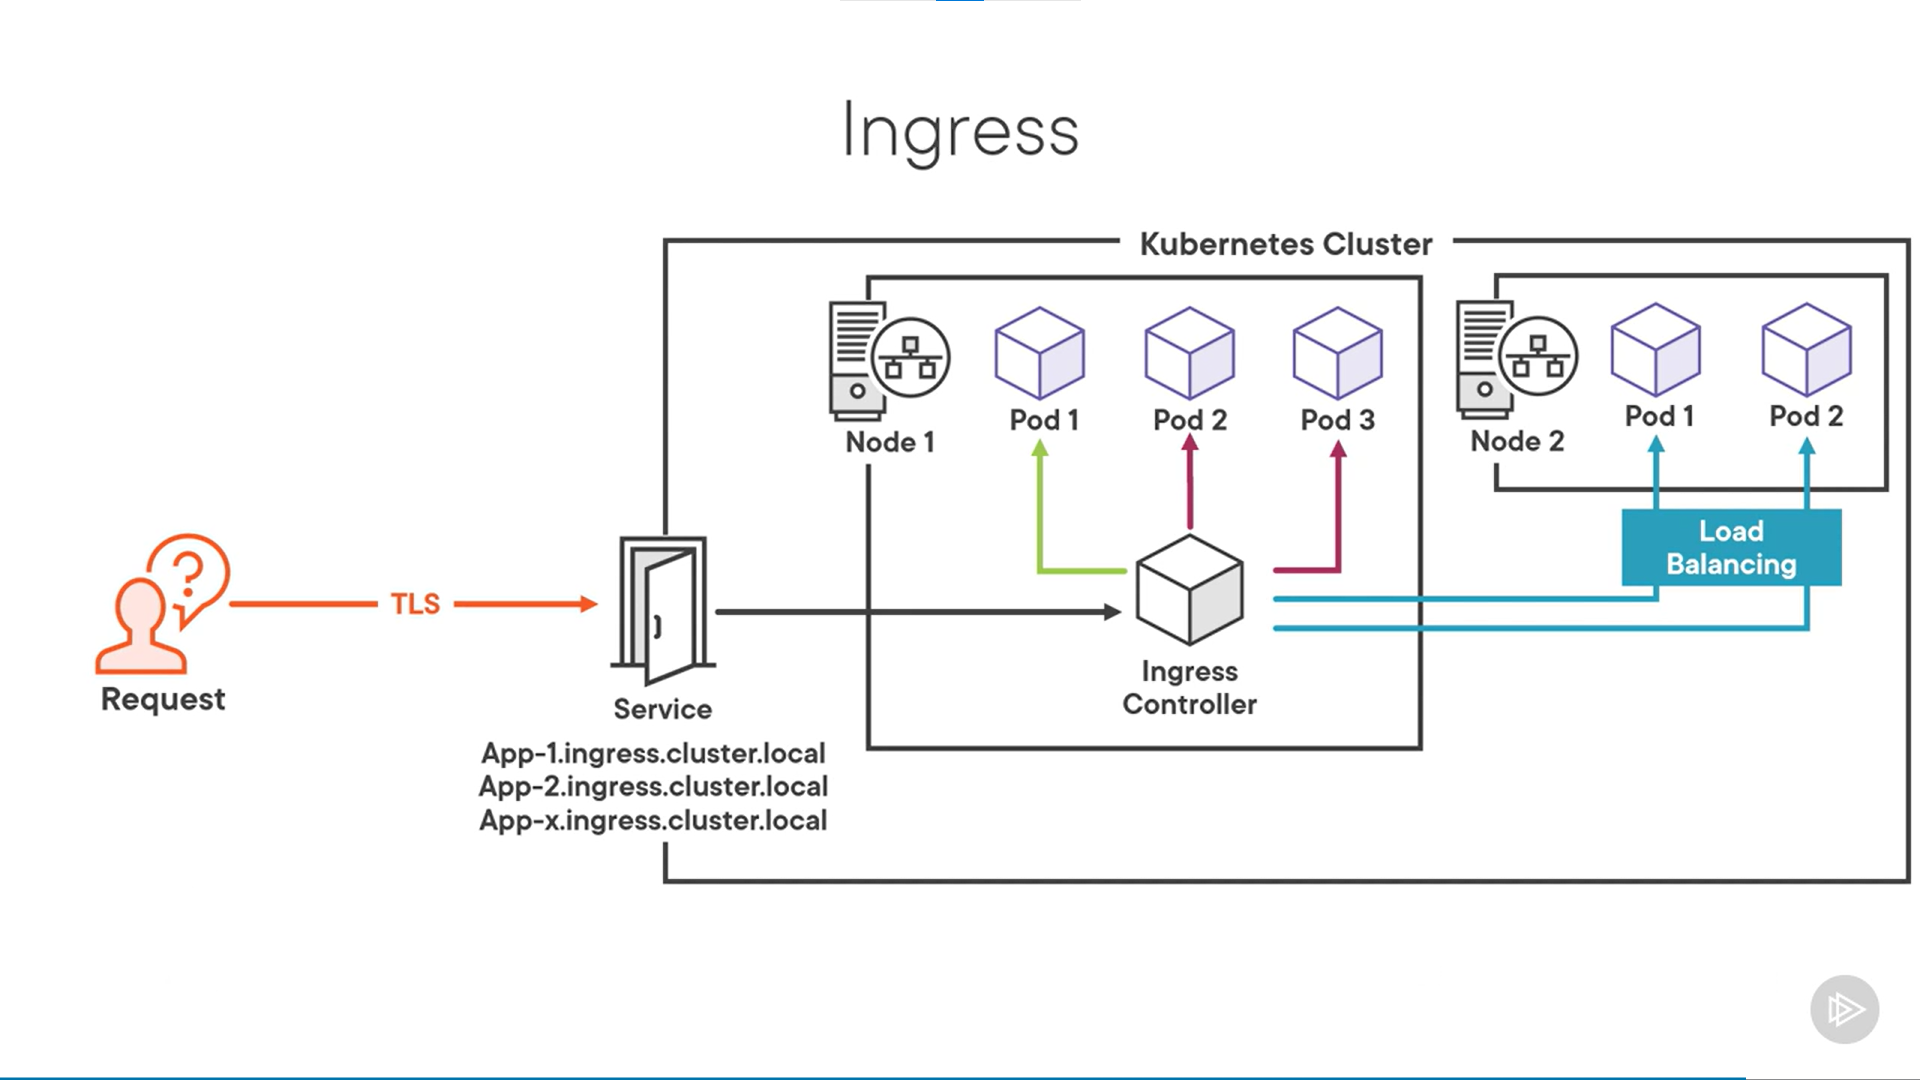 Ingress
Kubernetes Cluster
Node 1
Pod 1
Pod 2
Pod 3
Node 2
Pod 1
Pod 2
Load
Balancing
?
TLS
Request
Service
App-1.ingress.cluster.local
App-2.ingress.cluster.local
App-x.ingress.cluster.local
Ingress
Controller